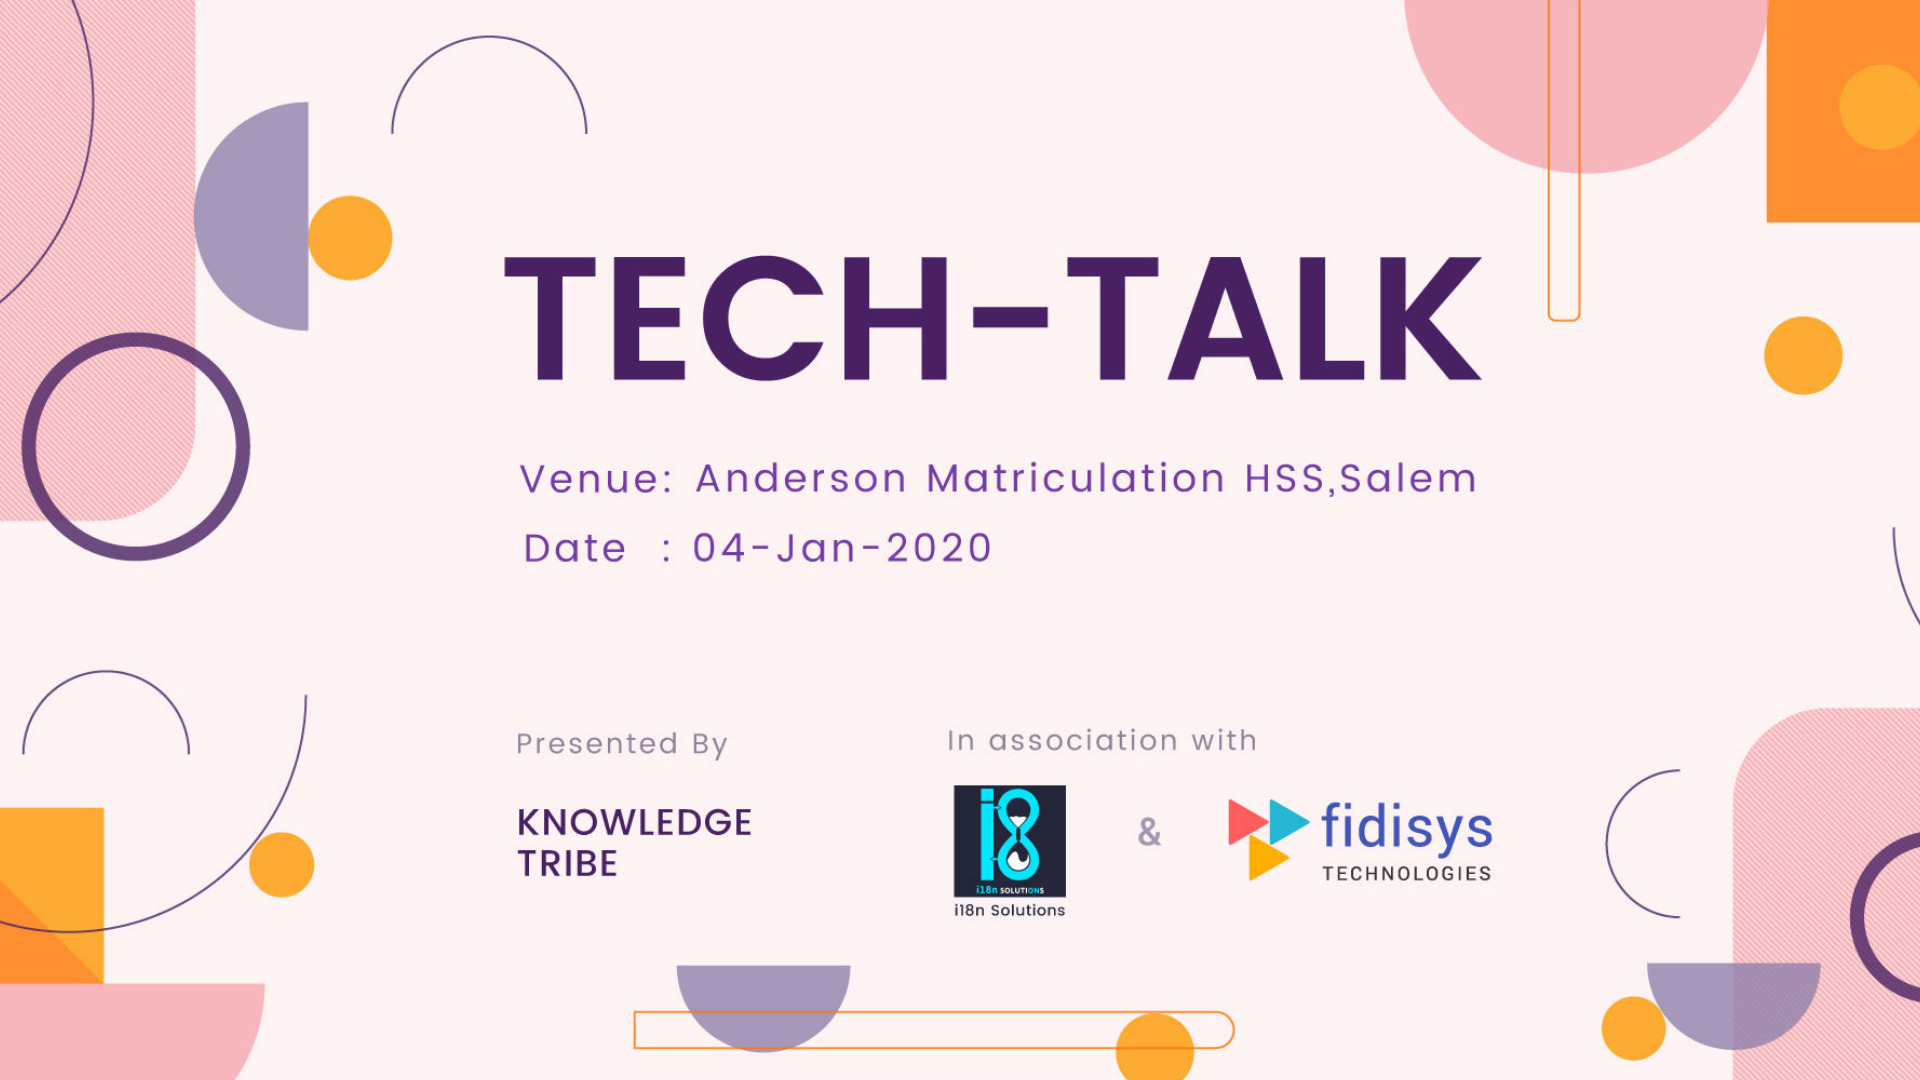 TECH-TALK
Venue: Anderson Matriculation HSS,Salem
Date : 04-Jan-2020
Presented By
KNOWLEDGE
TRIBE
In association with
i8
i18n SOLUTIONS
i18n Solutions
&
fidisys
TECHNOLOGIES